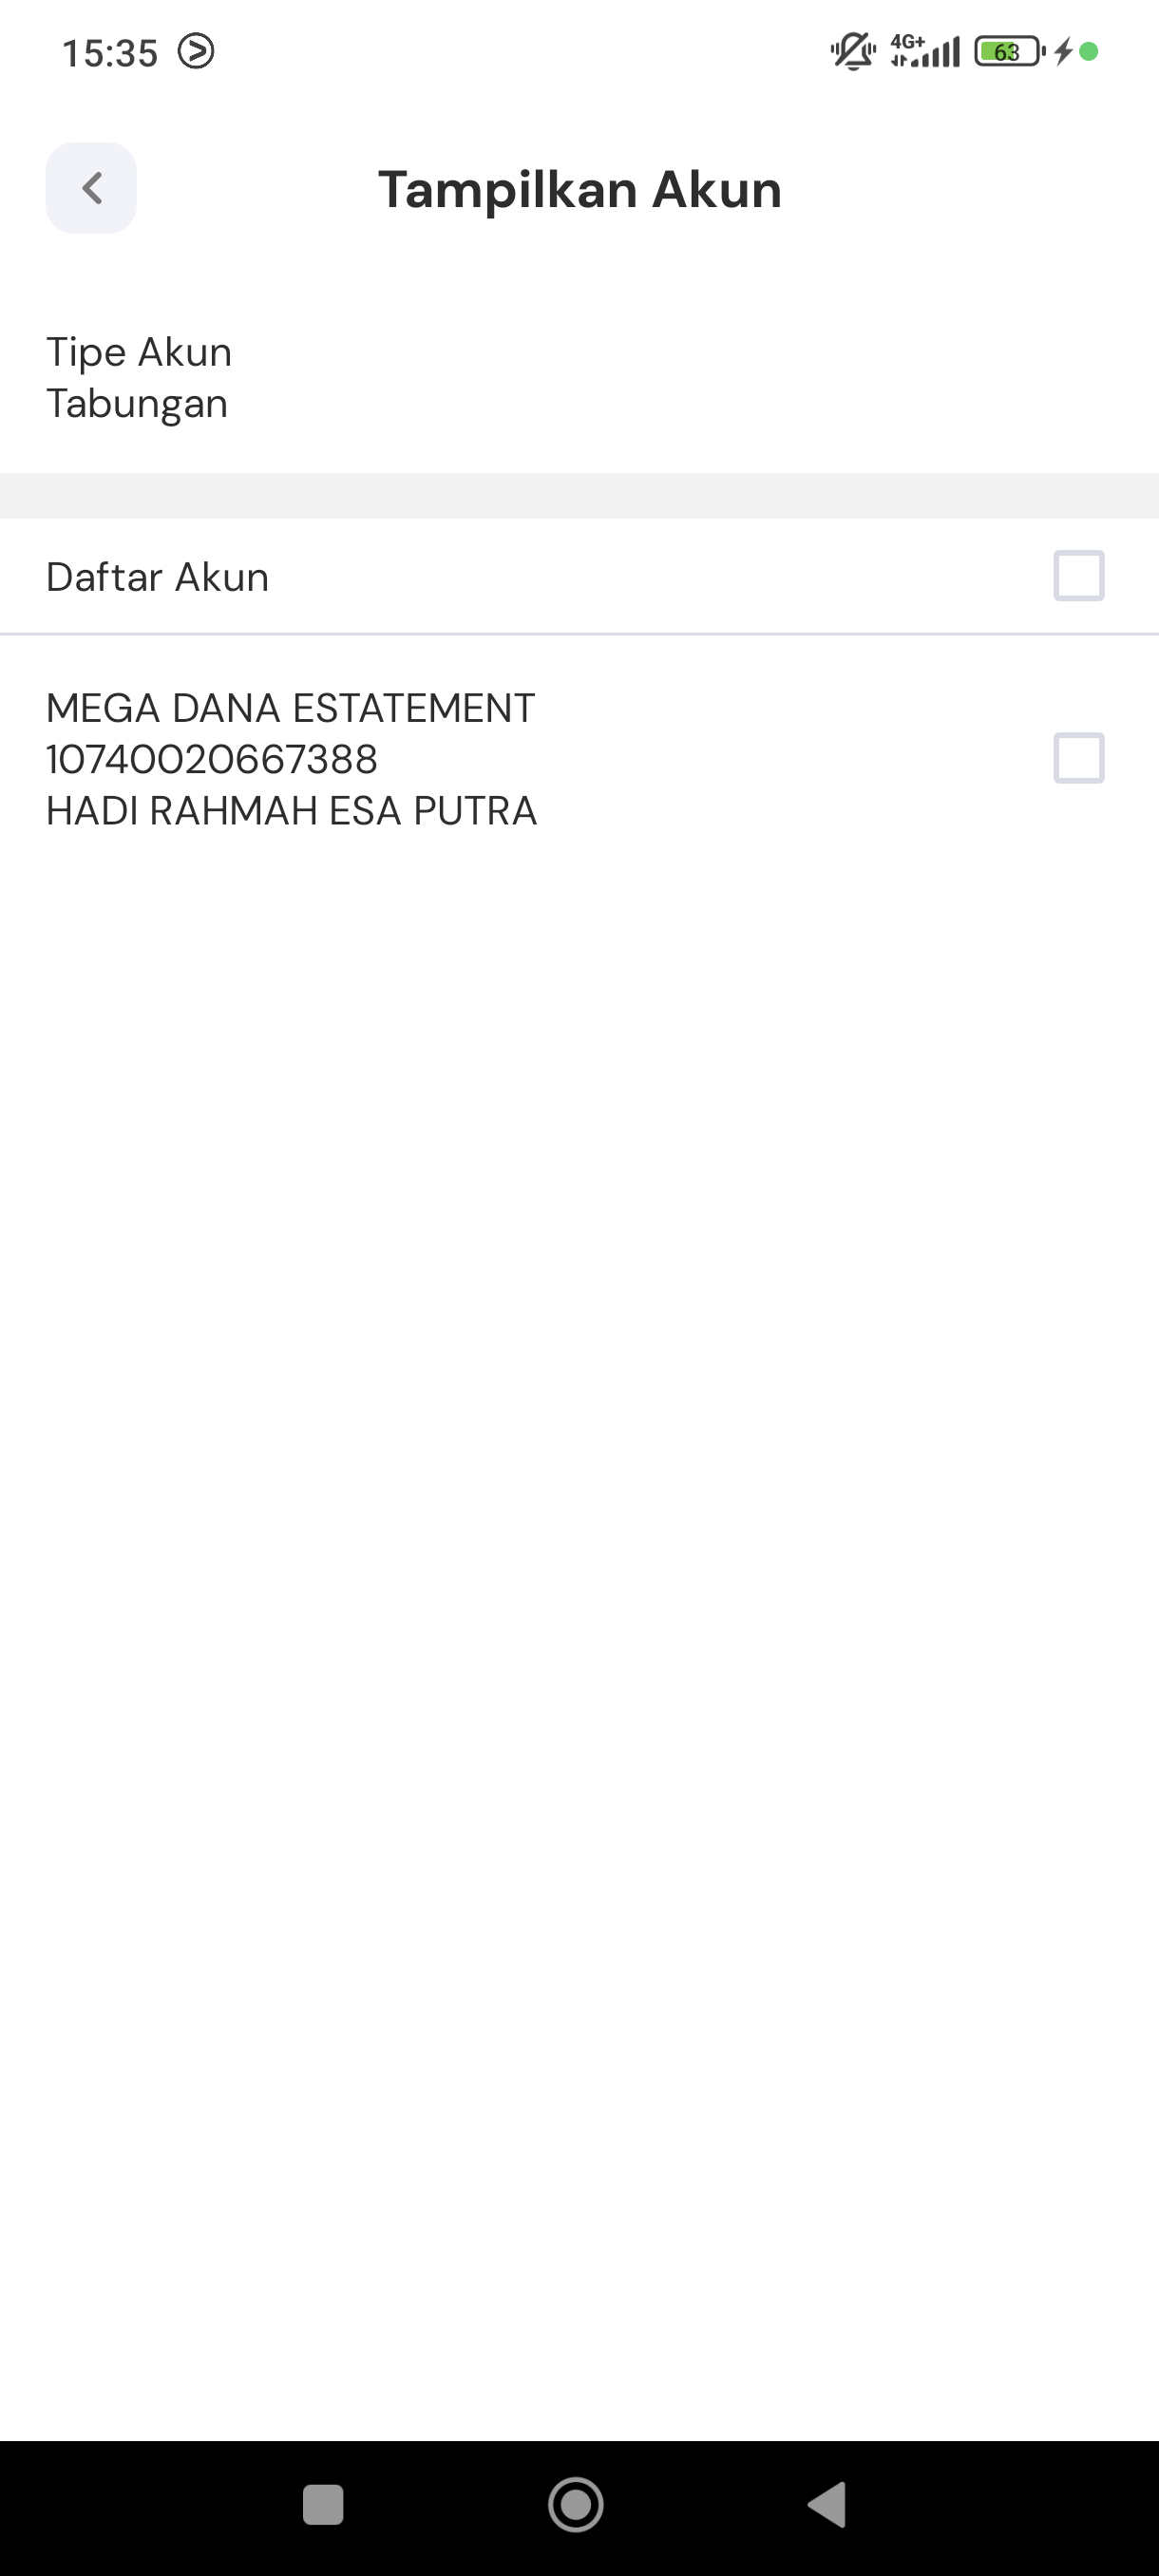 15:35
4G+
63
Tampilkan Akun
Tipe Akun
Tabungan
Daftar Akun
MEGA DANA ESTATEMENT
10740020667388
HADI RAHMAH ESA PUTRA